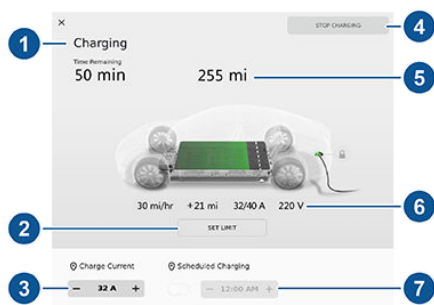 ×
STOP CHARGING
4
1
Charging
Time Remaining
50 min
255 mi
5
30 mi/hr +21 mi 32/40 A 220 V
6
2
SET LIMIT
Charge Current
Scheduled Charging
3
− 32 A +
− 12:00 AM +
7